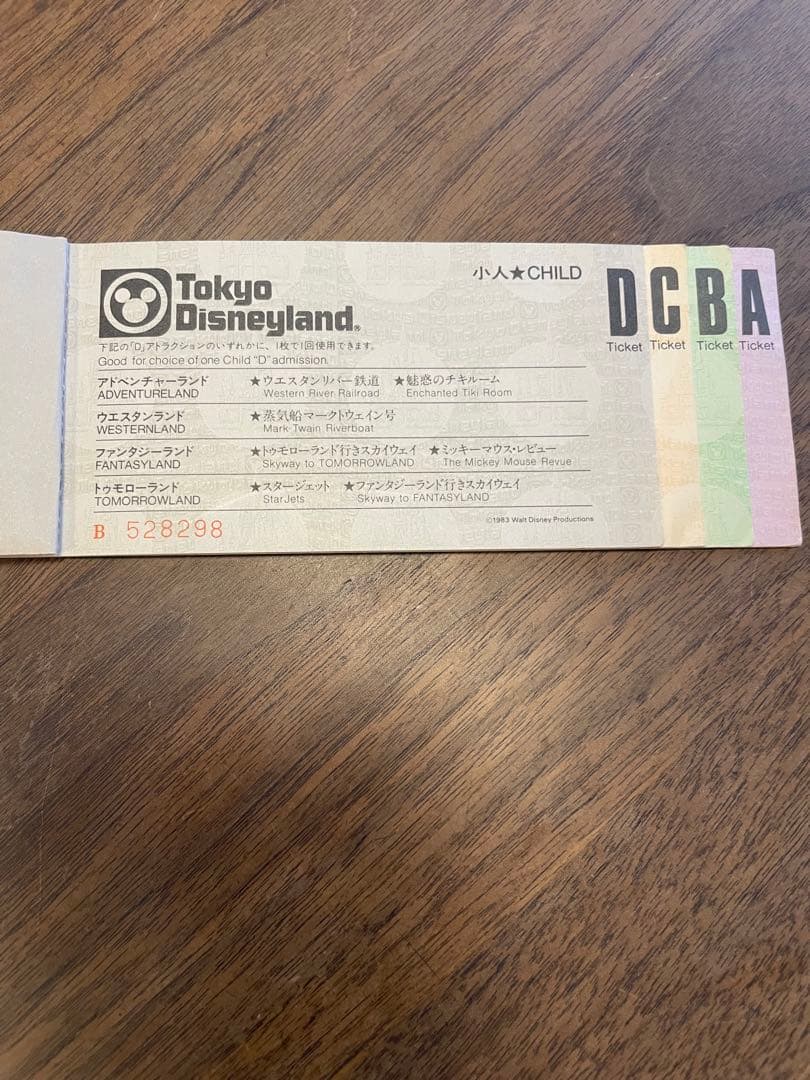 Tokyo
Disneyland®
小人★CHILD
下記の「D」アトラクションのいずれかに、1枚で1回使用できます。
Good for choice of one Child "D" admission.
アドベンチャーランド ★ウエスタンリバー鉄道 ★魅惑のチキルーム
ADVENTURELAND Western River Railroad Enchanted Tiki Room
ウエスタンランド ★蒸気船マークトウェイン号
WESTERNLAND Mark Twain Riverboat
ファンタジーランド ★トゥモローランド行きスカイウェイ ★ミッキーマウス・レビュー
FANTASYLAND Skyway to TOMORROWLAND The Mickey Mouse Revue
トゥモローランド ★スタージェット ★ファンタジーランド行きスカイウェイ
TOMORROWLAND StarJets Skyway to FANTASYLAND
B 528298
©1983 Walt Disney Productions
D C B A
Ticket Ticket Ticket Ticket